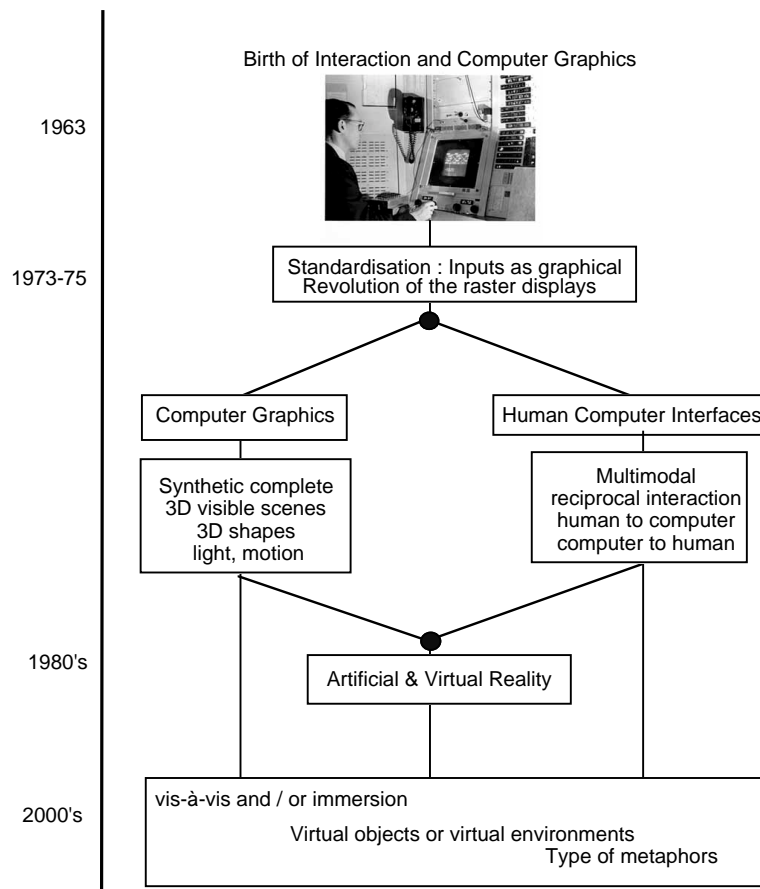 Birth of Interaction and Computer Graphics
1963
1973-75
Standardisation : Inputs as graphical
Revolution of the raster displays
Computer Graphics
Human Computer Interfaces
Synthetic complete
3D visible scenes
3D shapes
light, motion
Multimodal
reciprocal interaction
human to computer
computer to human
1980's
Artificial & Virtual Reality
2000's
vis-à-vis and / or immersion
Virtual objects or virtual environments
Type of metaphors